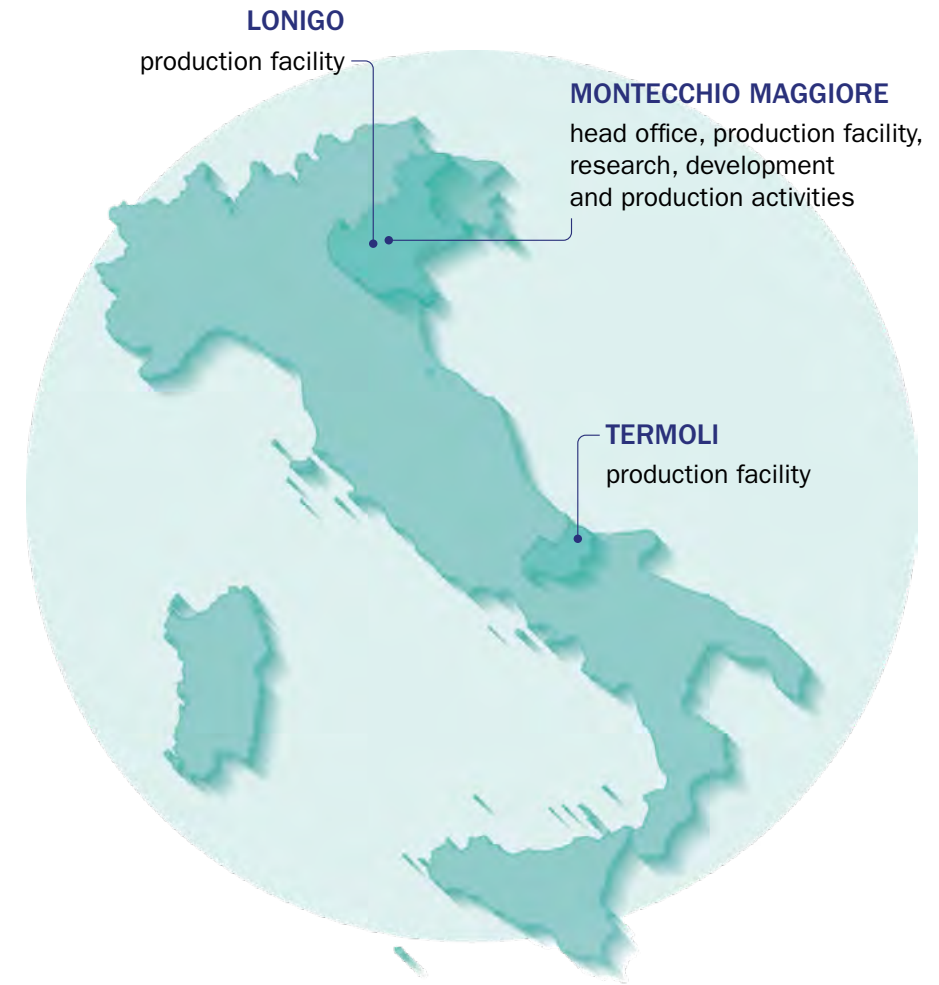 LONIGO
production facility
MONTECCHIO MAGGIORE
head office, production facility,
research, development
and production activities
TERMOLI
production facility